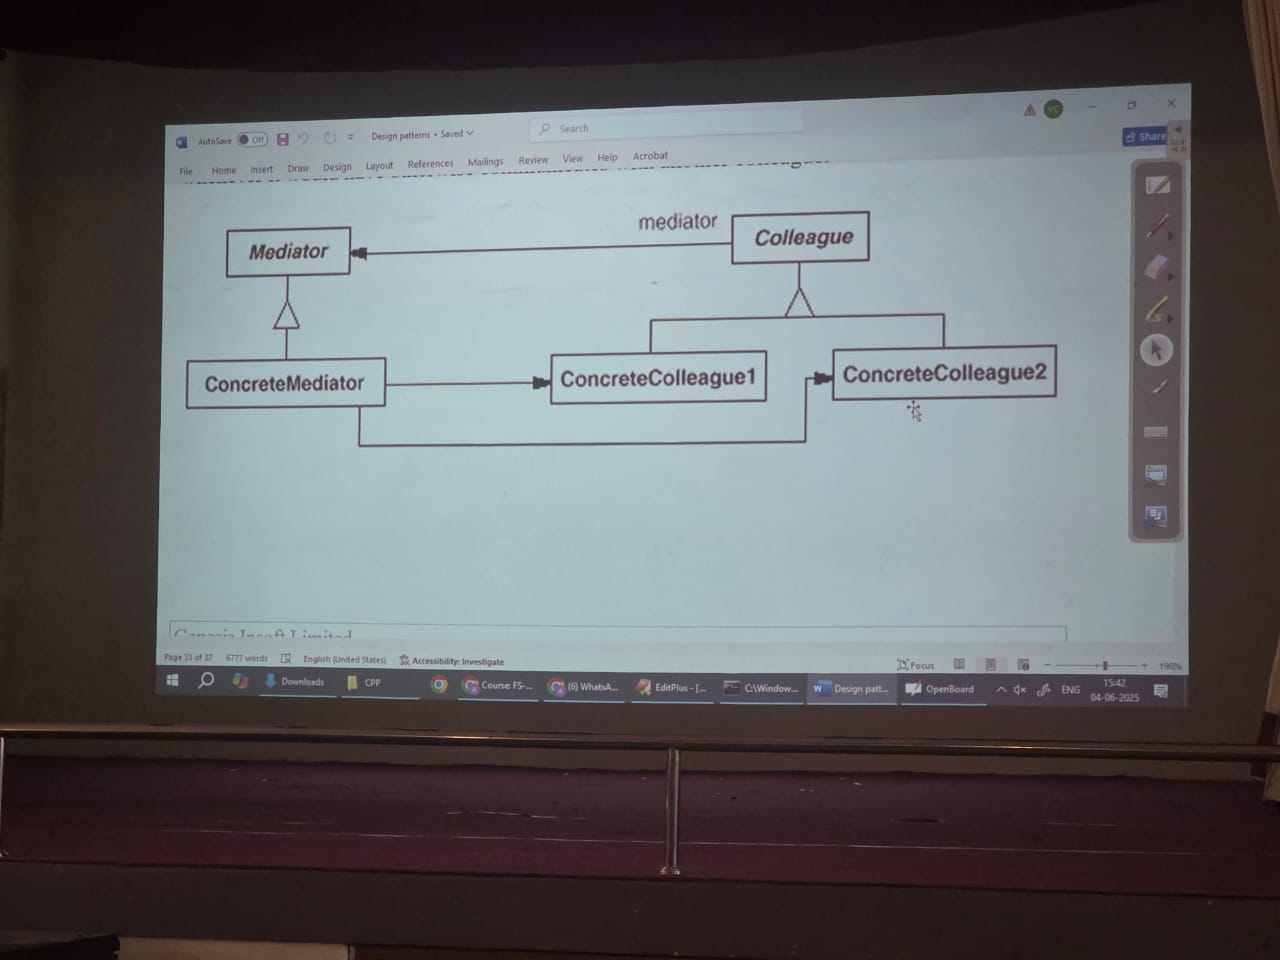 AutoSave Off Design patterns • Saved Search VC
File Home Insert Draw Design Layout References Mailings Review View Help Acrobat Share
mediator
Mediator Colleague
ConcreteMediator ConcreteColleague1 ConcreteColleague2
Page 33 of 37 6777 words English (United States) Accessibility: Investigate Focus 190%
Downloads CPP Course: FS-... (6) WhatsA... EditPlus - [... C:\Window... Design patt... OpenBoard ENG 15:42
04-06-2025